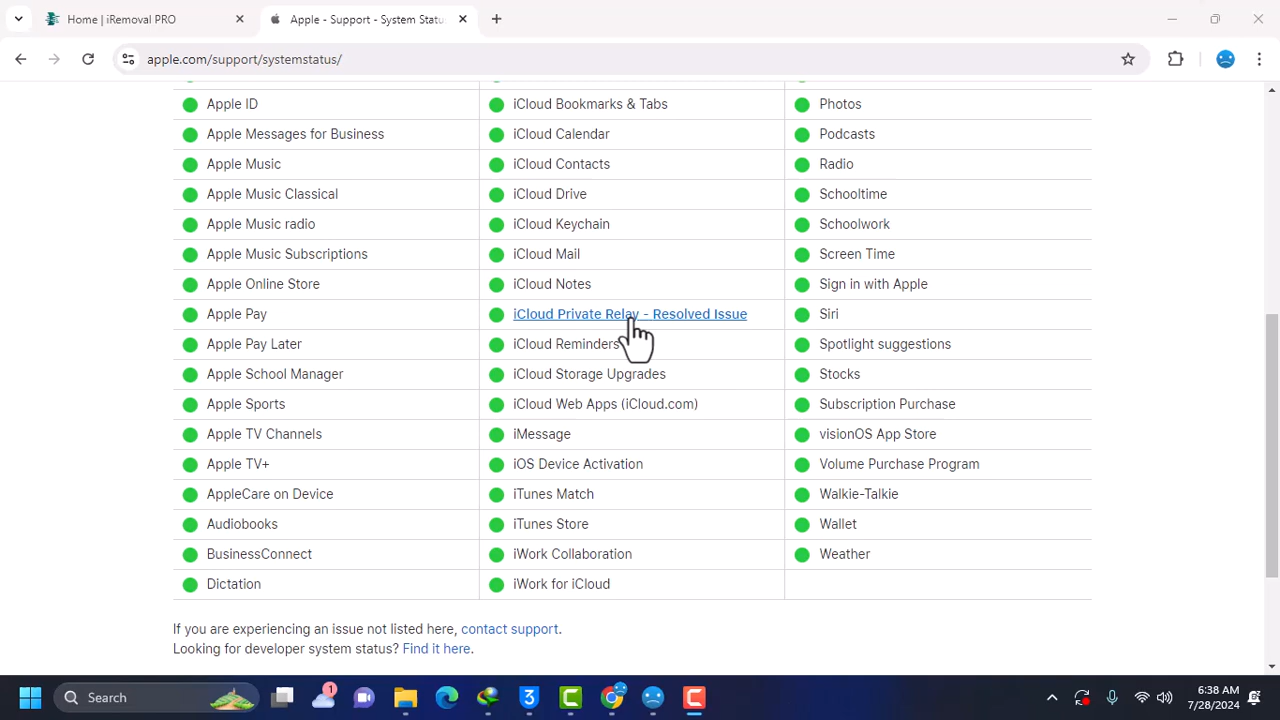 Home | iRemoval PRO
Apple - Support - System Statu
apple.com/support/systemstatus/
Apple ID
iCloud Bookmarks & Tabs
Photos
Apple Messages for Business
iCloud Calendar
Podcasts
Apple Music
iCloud Contacts
Radio
Apple Music Classical
iCloud Drive
Schooltime
Apple Music radio
iCloud Keychain
Schoolwork
Apple Music Subscriptions
iCloud Mail
Screen Time
Apple Online Store
iCloud Notes
Sign in with Apple
Apple Pay
iCloud Private Relay - Resolved Issue
Siri
Apple Pay Later
iCloud Reminders
Spotlight suggestions
Apple School Manager
iCloud Storage Upgrades
Stocks
Apple Sports
iCloud Web Apps (iCloud.com)
Subscription Purchase
Apple TV Channels
iMessage
visionOS App Store
Apple TV+
iOS Device Activation
Volume Purchase Program
AppleCare on Device
iTunes Match
Walkie-Talkie
Audiobooks
iTunes Store
Wallet
BusinessConnect
iWork Collaboration
Weather
Dictation
iWork for iCloud
If you are experiencing an issue not listed here, contact support.
Looking for developer system status? Find it here.
Search
1
3
6:38 AM
7/28/2024